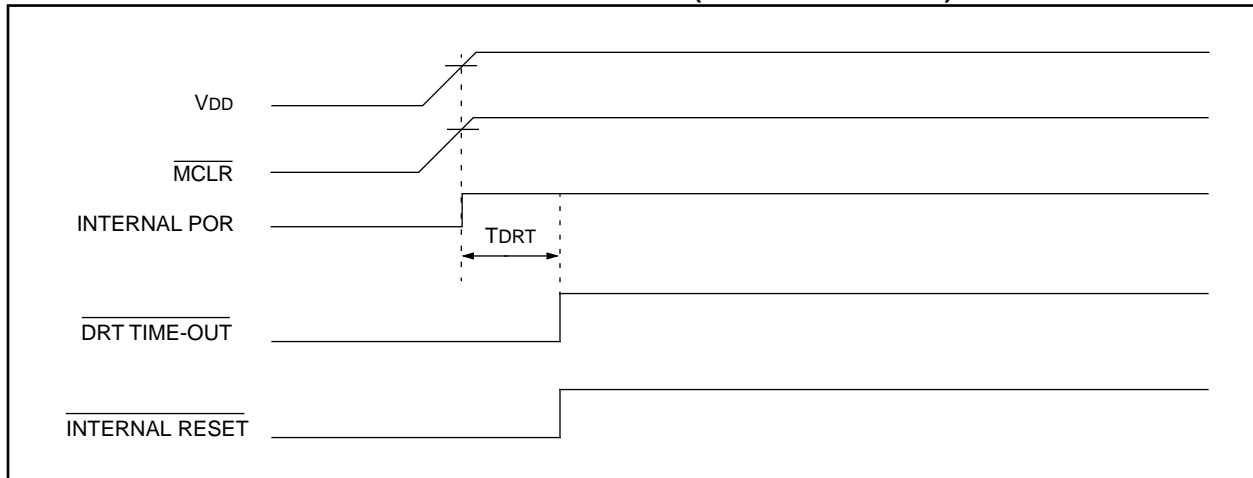 VDD
MCLR
INTERNAL POR
TDRT
DRT TIME-OUT
INTERNAL RESET